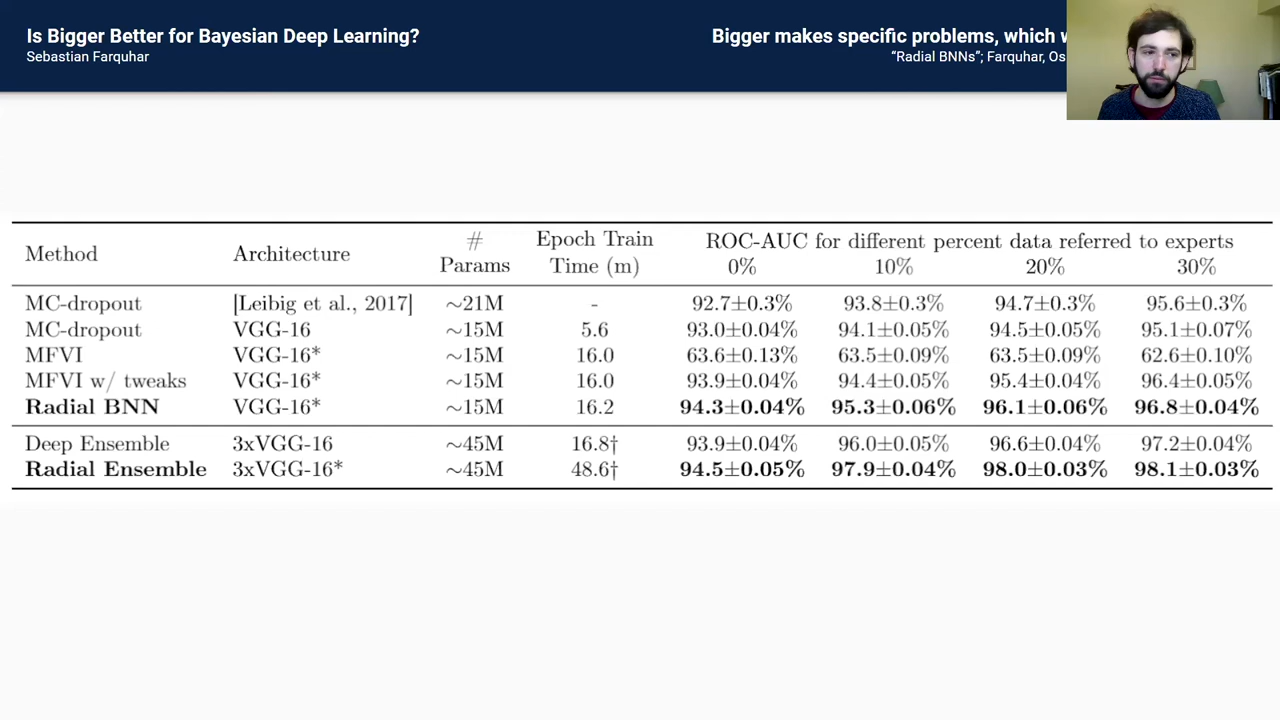 Is Bigger Better for Bayesian Deep Learning?
Sebastian Farquhar
Bigger makes specific problems, which
"Radial BNNs"; Farquhar,
Method Architecture # Params Epoch Train Time (m) ROC-AUC for different percent data referred to experts
0% 10% 20% 30%
MC-dropout [Leibig et al., 2017] ~21M - 92.7±0.3% 93.8±0.3% 94.7±0.3% 95.6±0.3%
MC-dropout VGG-16 ~15M 5.6 93.0±0.04% 94.1±0.05% 94.5±0.05% 95.1±0.07%
MFVI VGG-16* ~15M 16.0 63.6±0.13% 63.5±0.09% 63.5±0.09% 62.6±0.10%
MFVI w/ tweaks VGG-16* ~15M 16.0 93.9±0.04% 94.4±0.05% 95.4±0.04% 96.4±0.05%
Radial BNN VGG-16* ~15M 16.2 94.3±0.04% 95.3±0.06% 96.1±0.06% 96.8±0.04%
Deep Ensemble 3xVGG-16 ~45M 16.8† 93.9±0.04% 96.0±0.05% 96.6±0.04% 97.2±0.04%
Radial Ensemble 3xVGG-16* ~45M 48.6† 94.5±0.05% 97.9±0.04% 98.0±0.03% 98.1±0.03%